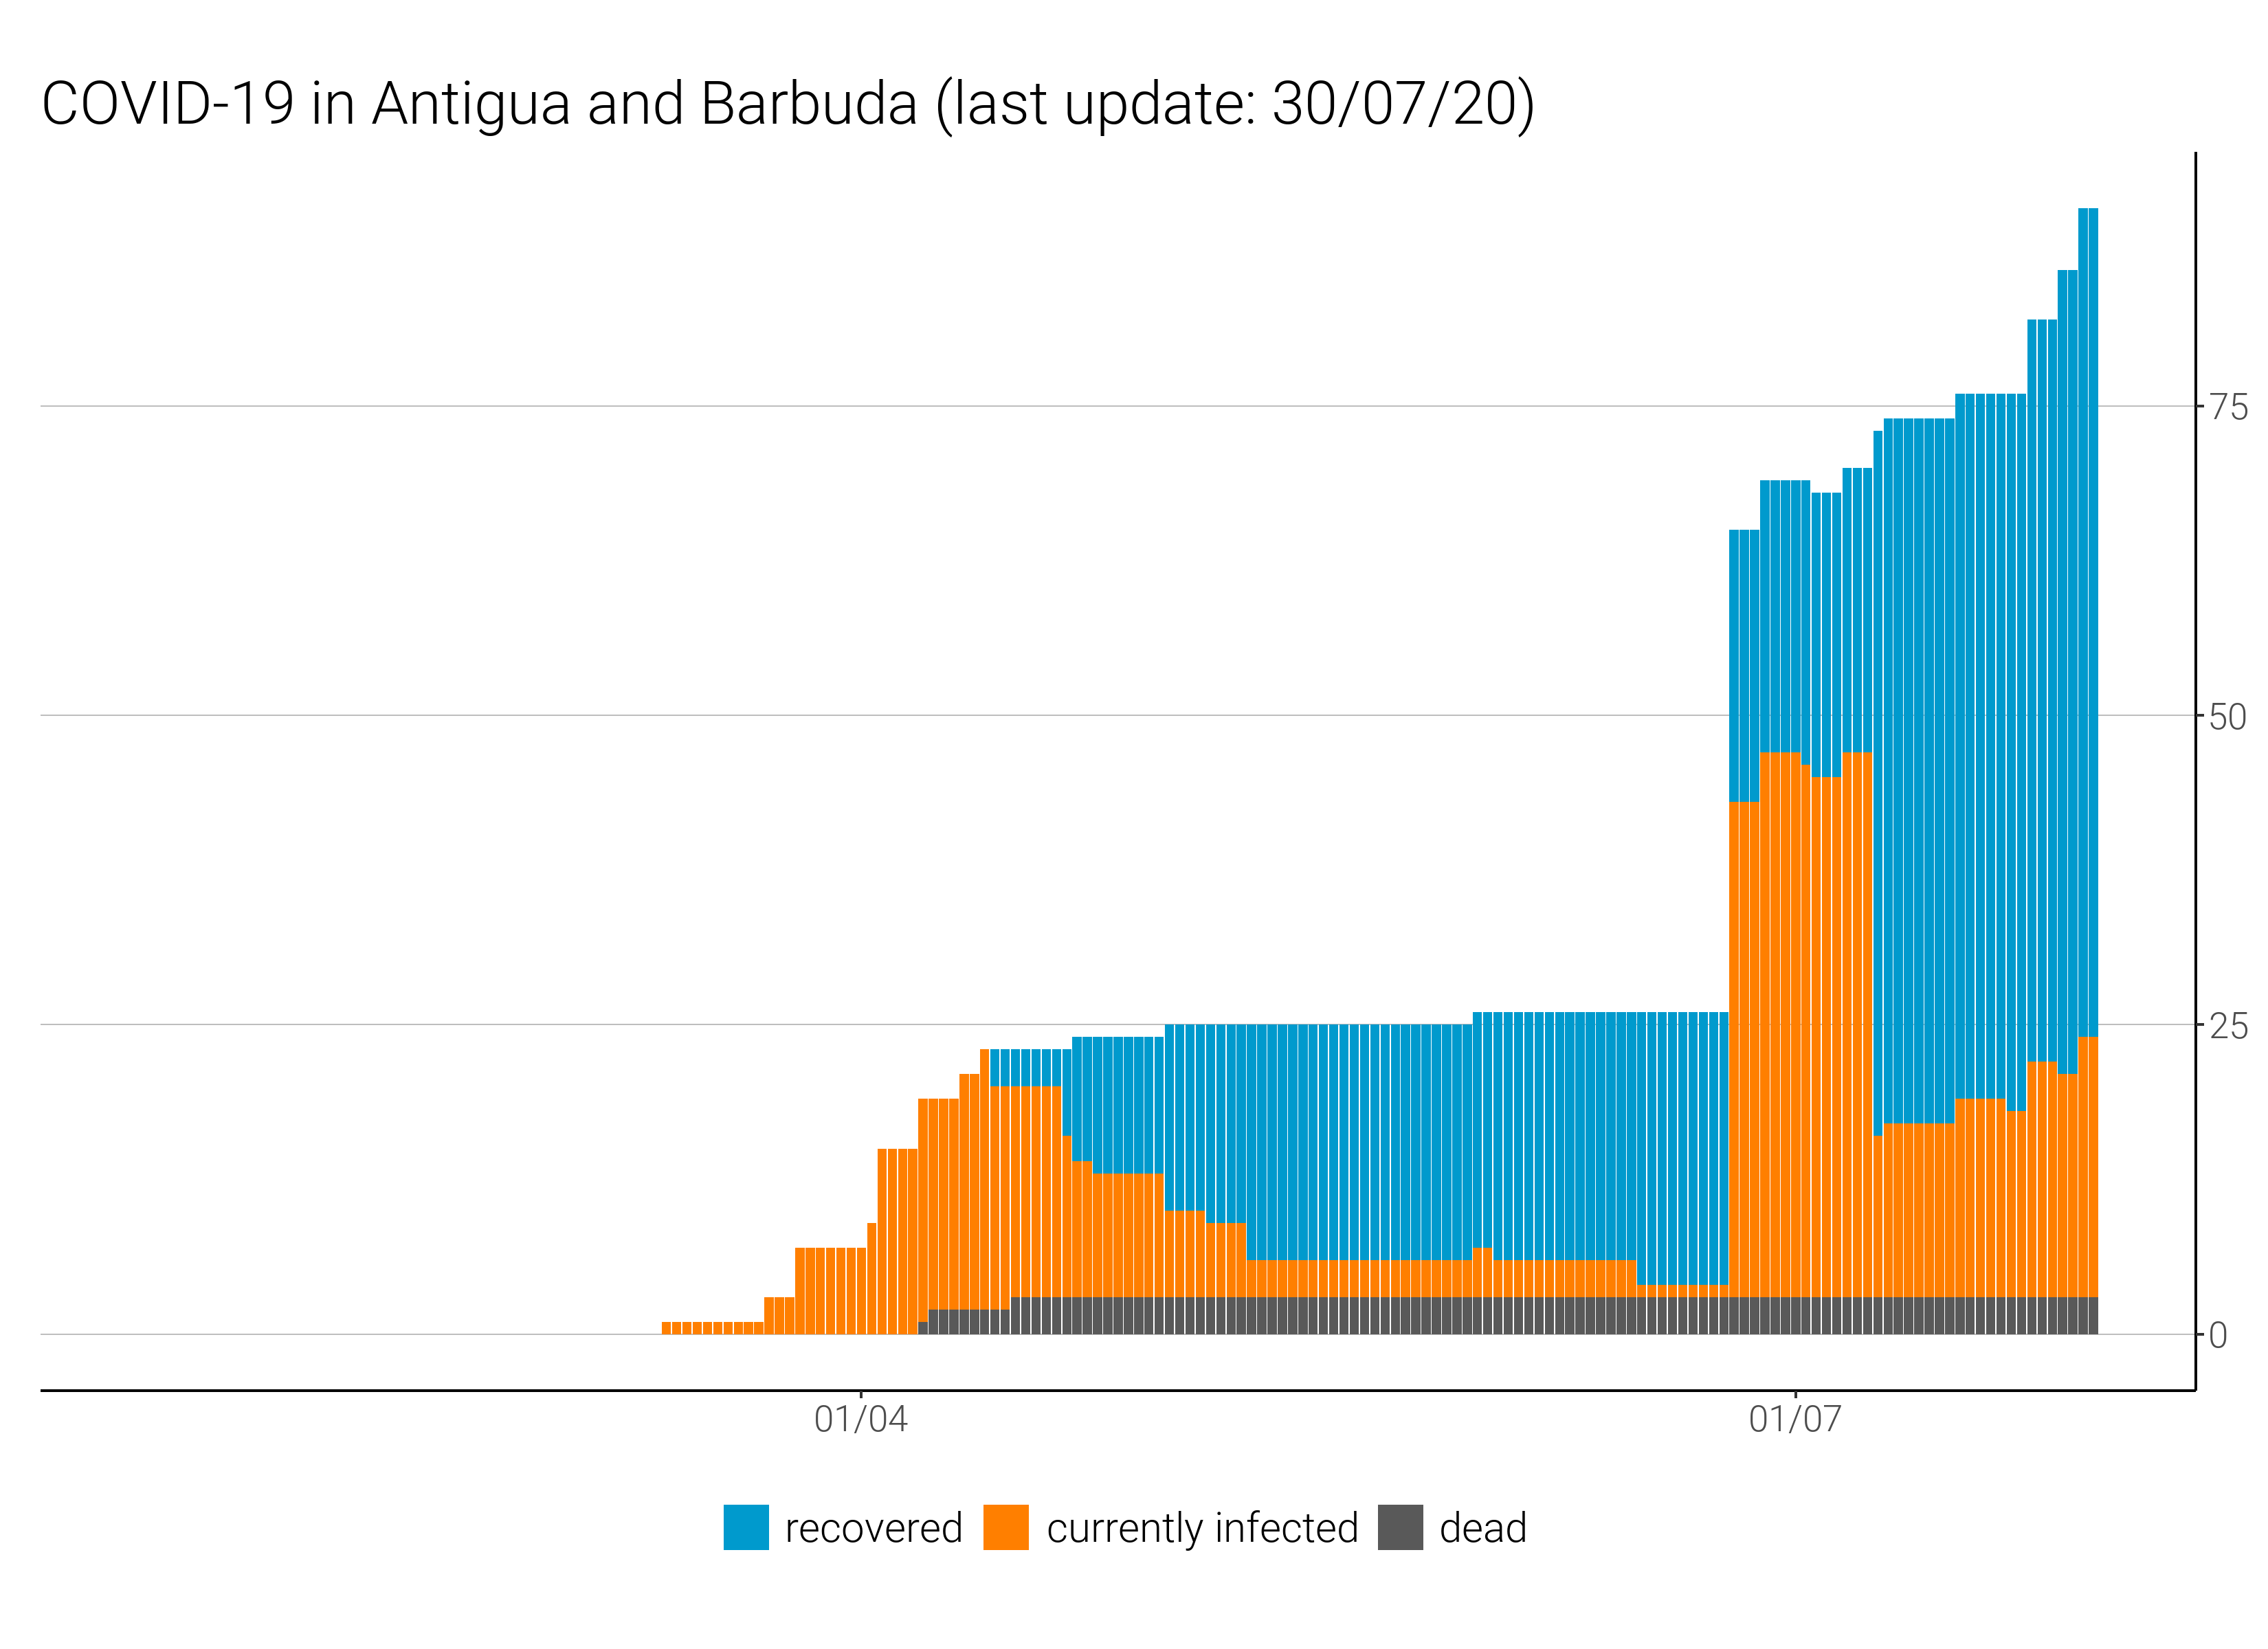 COVID-19 in Antigua and Barbuda (last update: 30/07/20)
75
50
25
0
01/04 01/07
recovered currently infected dead